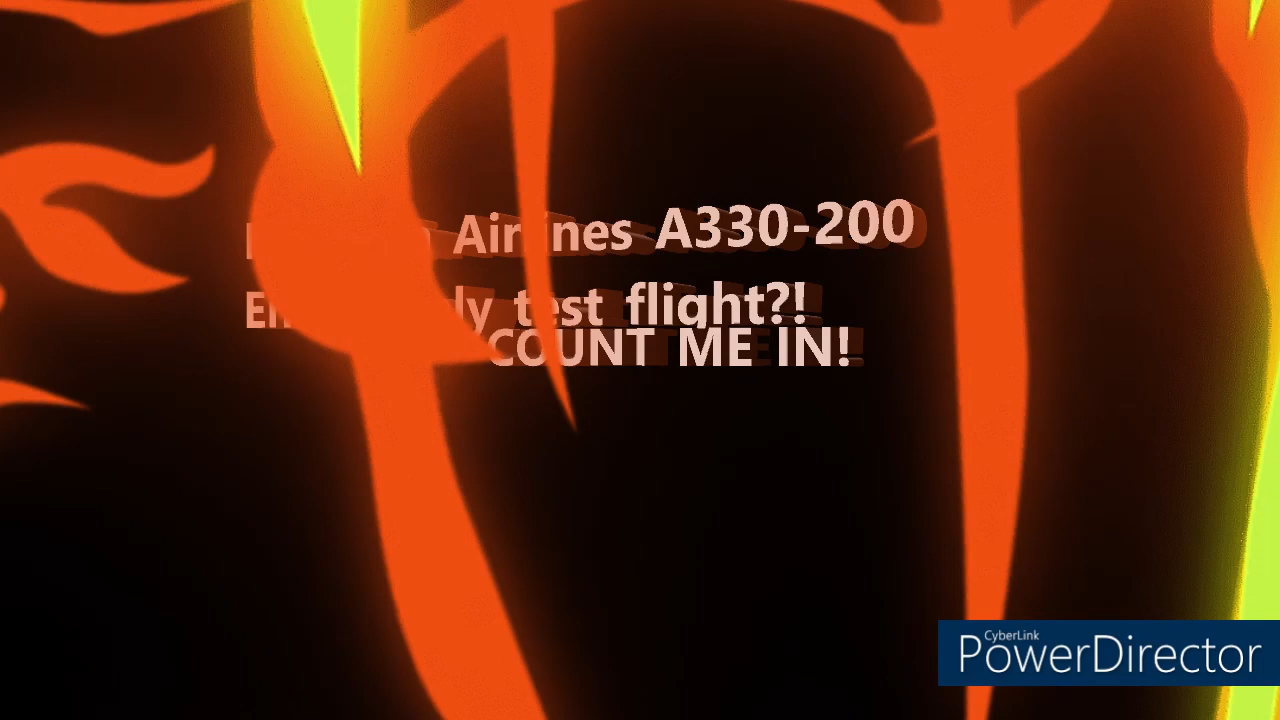 Airlines A330-200
test flight?!
COUNT ME IN!
CyberLink
PowerDirector